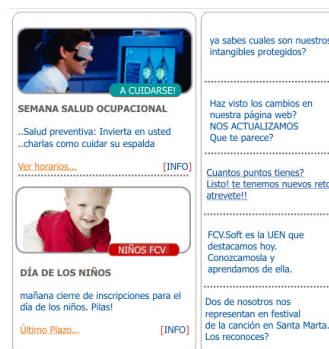 A CUIDARSE!
SEMANA SALUD OCUPACIONAL
..Salud preventiva: Invierta en usted
..charlas como cuidar su espalda
Ver horarios... [INFO]
NIÑOS FCV
DÍA DE LOS NIÑOS
mañana cierre de inscripciones para el
día de los niños. Pilas!
Último Plazo... [INFO]
ya sabes cuales son nuestros
intangibles protegidos?
Haz visto los cambios en
nuestra página web?
NOS ACTUALIZAMOS
Que te parece?
Cuantos puntos tienes?
Listo! te tenemos nuevos reto
atrevete!!
FCV.Soft es la UEN que
destacamos hoy.
Conozcamosla y
aprendamos de ella.
Dos de nosotros nos
representan en festival
de la canción en Santa Marta.
Los reconoces?